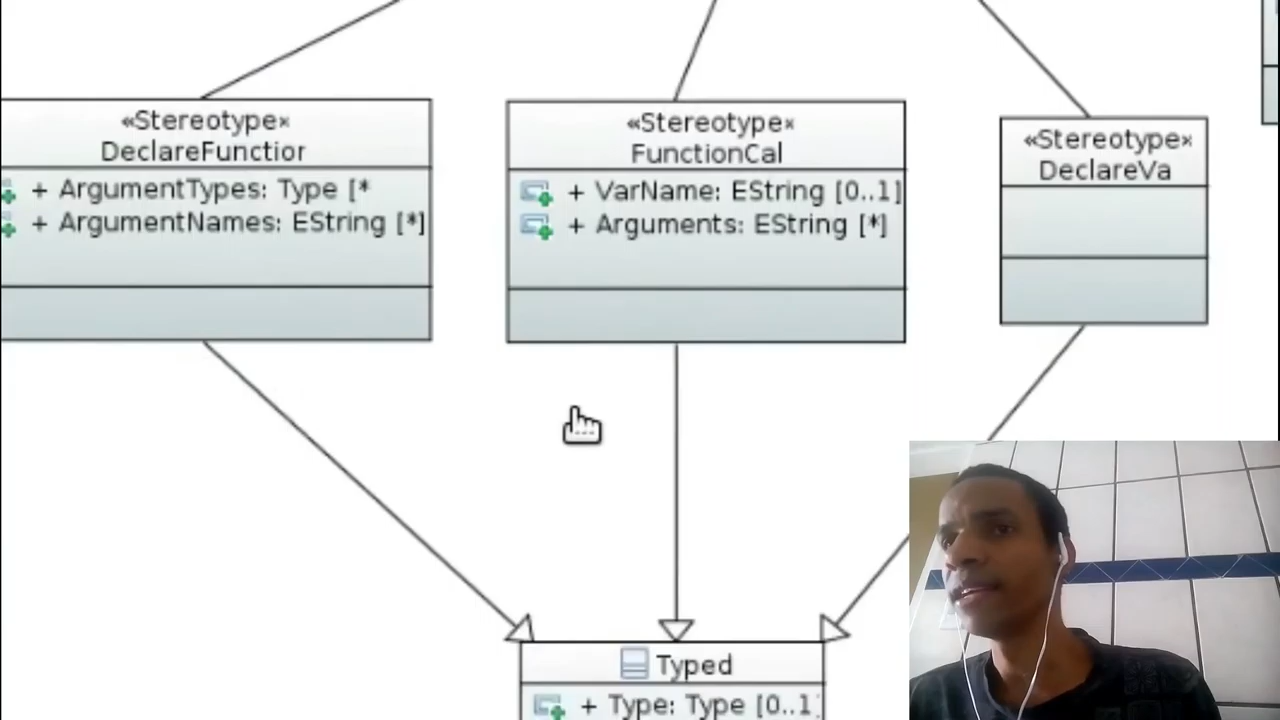 «Stereotype»
DeclareFunctior
+ ArgumentTypes: Type [*
+ ArgumentNames: EString [*]
«Stereotype»
FunctionCal
+ VarName: EString [0..1]
+ Arguments: EString [*]
«Stereotype»
DeclareVa
Typed
+ Type: Type [0..1